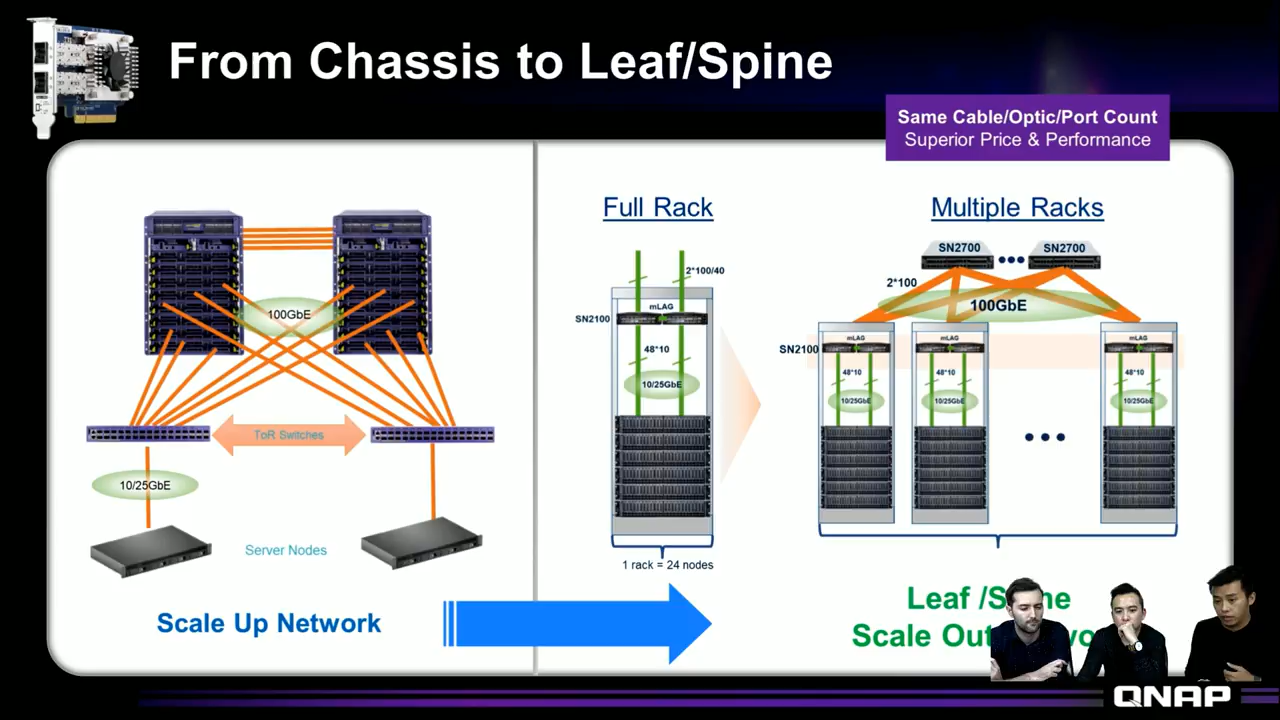 From Chassis to Leaf/Spine
Same Cable/Optic/Port Count
Superior Price & Performance
100GbE
ToR Switches
10/25GbE
Server Nodes
Scale Up Network
Full Rack
2*100/40
mLAG
SN2100
48*10
10/25GbE
1 rack = 24 nodes
Multiple Racks
SN2700
SN2700
2*100
100GbE
SN2100
mLAG
mLAG
mLAG
48*10
48*10
48*10
10/25GbE
10/25GbE
10/25GbE
Leaf /S
Scale Out
QNAP